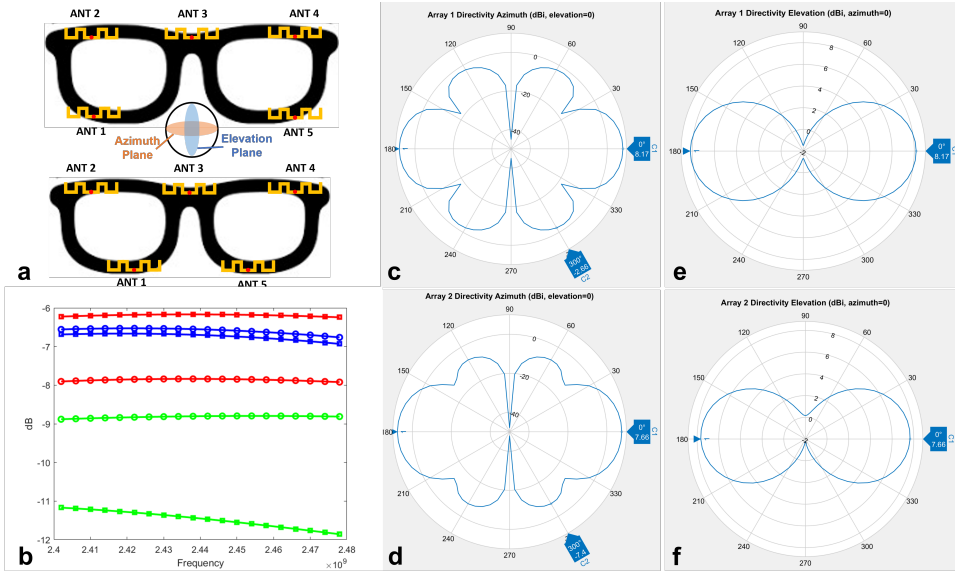 ANT 2 ANT 3 ANT 4
ANT 1 ANT 5
Azimuth Plane
Elevation Plane
ANT 2 ANT 3 ANT 4
ANT 1 ANT 5
a
-6
-7
-8
-9
-10
-11
-12
dB
2.4 2.41 2.42 2.43 2.44 2.45 2.46 2.47 2.48
Frequency
×10⁹
b
Array 1 Directivity Azimuth (dBi, elevation=0)
90
120 60
0
150 30
-20
-40
180
0°
8.17
C1
210 330
240
300°
-2.66
C2
270
c
Array 2 Directivity Azimuth (dBi, elevation=0)
90
120 60
0
150 30
-20
-40
180
0°
7.66
C1
210 330
240
300°
-7.4
C2
270
d
Array 1 Directivity Elevation (dBi, azimuth=0)
90
120 60
8
6
150 30
4
2
0
-2
180
0°
8.17
C1
210 330
240 300
270
e
Array 2 Directivity Elevation (dBi, azimuth=0)
90
120 60
8
6
150 30
4
2
0
-2
180
0°
7.66
C1
210 330
240 300
270
f